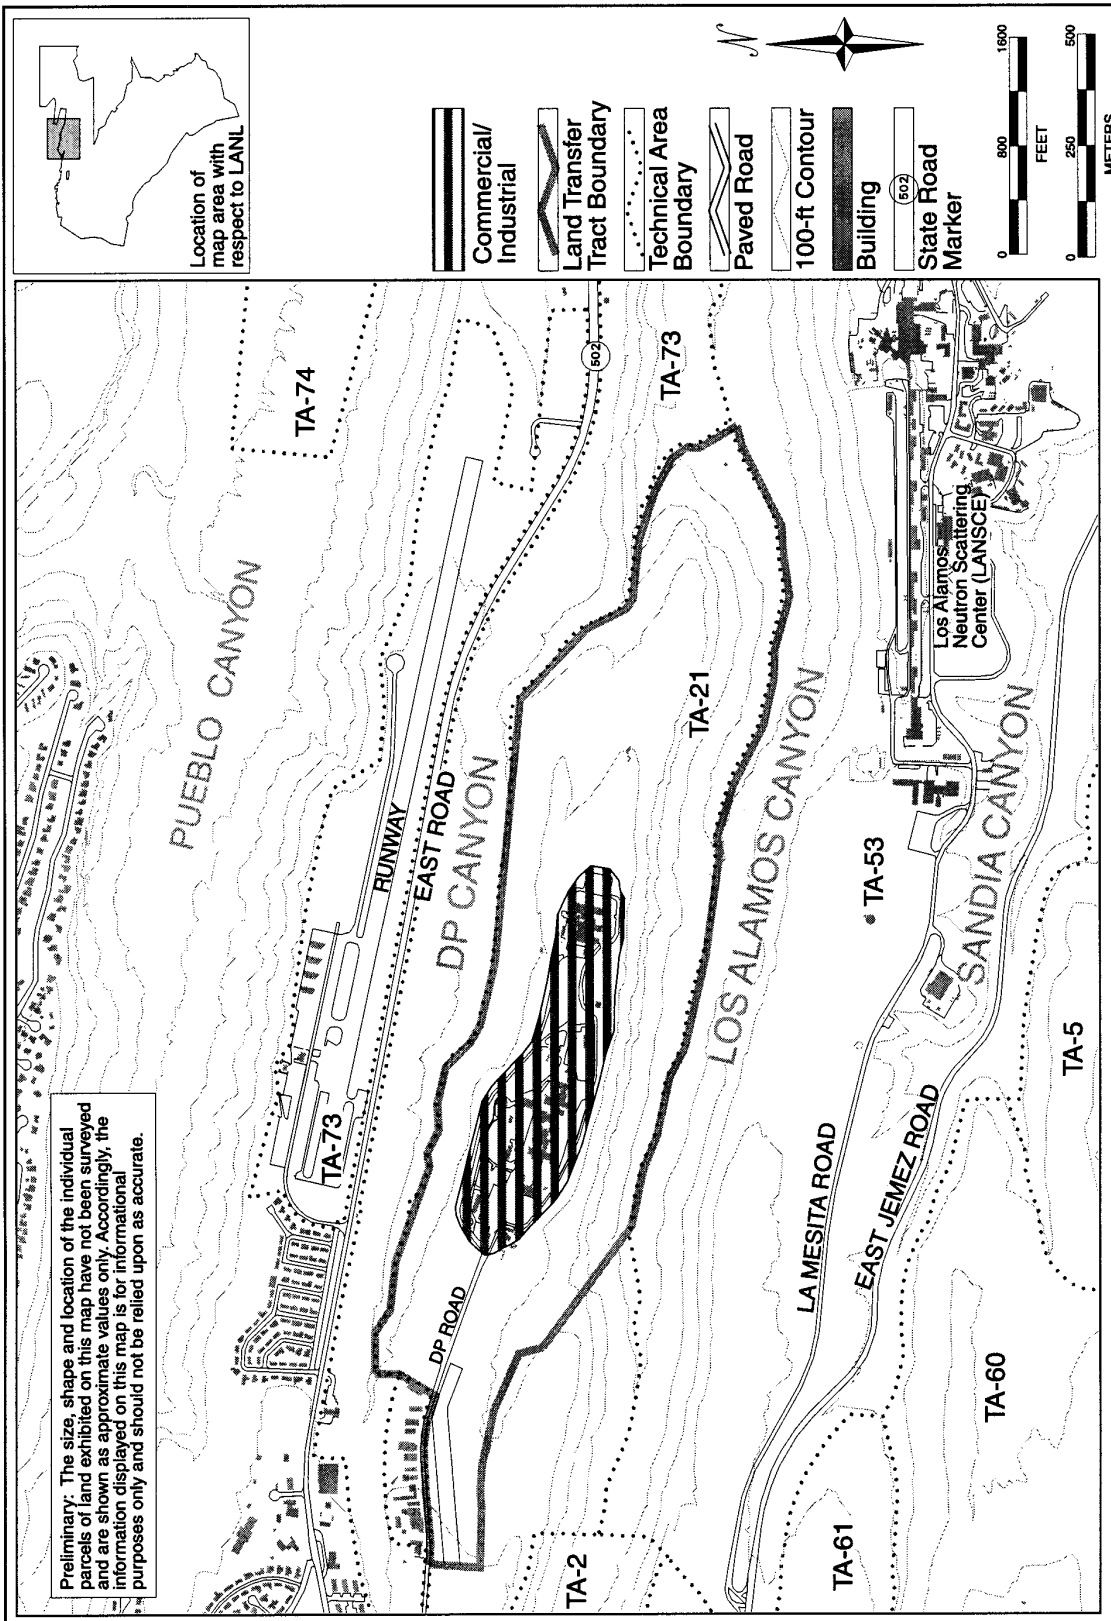 Preliminary: The size, shape and location of the individual
parcels of land exhibited on this map have not been surveyed
and are shown as approximate values only. Accordingly, the
information displayed on this map is for informational
purposes only and should not be relied upon as accurate.
PUEBLO CANYON
TA-74
TA-73
RUNWAY
EAST ROAD
502
DP CANYON
TA-73
DP ROAD
TA-21
TA-2
LOS ALAMOS CANYON
LA MESITA ROAD
TA-53
Los Alamos
Neutron Scattering
Center (LANSCE)
EAST JEMEZ ROAD
SANDIA CANYON
TA-61
TA-60
TA-5
Location of
map area with
respect to LANL
Commercial/
Industrial
Land Transfer
Tract Boundary
Technical Area
Boundary
Paved Road
100-ft Contour
Building
502
State Road
Marker
N
0 800 1600
FEET
0 250 500
METERS